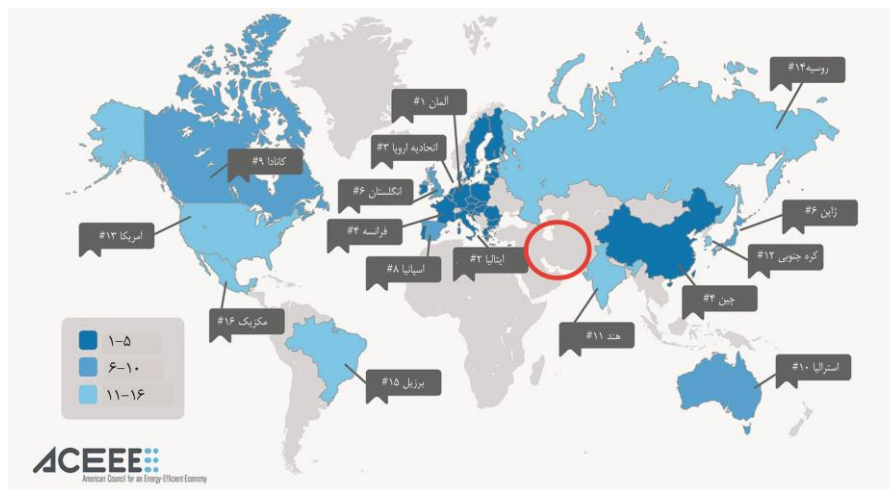 روسیه #۱۴
آلمان #۱
اتحادیه اروپا #۳
کانادا #۹
انگلستان #۶
ژاپن #۶
امریکا #۱۳
فرانسه #۴
ایتالیا #۲
اسپانیا #۸
کره جنوبی #۱۲
چین #۴
مکزیک #۱۶
هند #۱۱
۱-۵
۶-۱۰
۱۱-۱۶
برزیل #۱۵
استرالیا #۱۰
ACEEE
American Council for an Energy-Efficient Economy